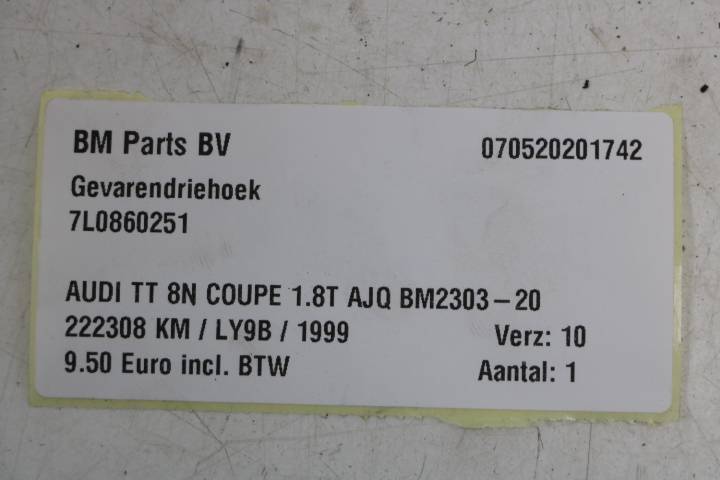 BM Parts BV 070520201742
Gevarendriehoek
7L0860251
AUDI TT 8N COUPE 1.8T AJQ BM2303-20
222308 KM / LY9B / 1999 Verz: 10
9.50 Euro incl. BTW Aantal: 1